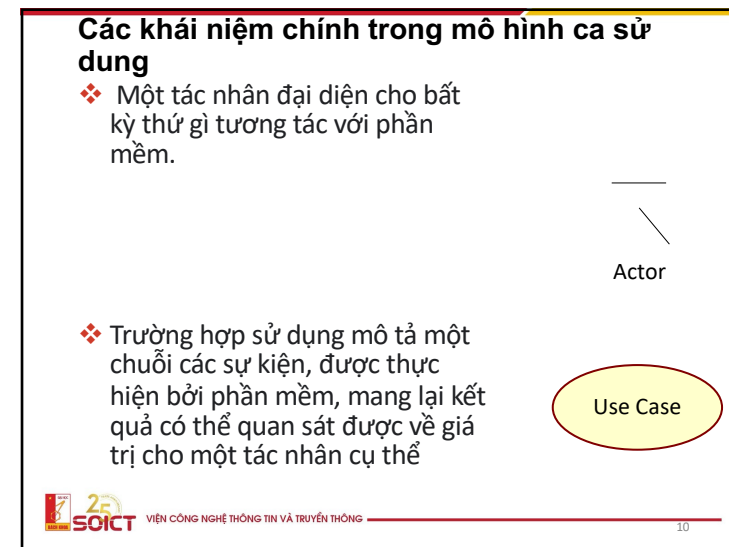 Các khái niệm chính trong mô hình ca sử
dung
Một tác nhân đại diện cho bất
kỳ thứ gì tương tác với phần
mềm.
Actor
Trường hợp sử dụng mô tả một
chuỗi các sự kiện, được thực
hiện bởi phần mềm, mang lại kết
quả có thể quan sát được về giá
trị cho một tác nhân cụ thể
Use Case
25
SOICT
VIỆN CÔNG NGHỆ THÔNG TIN VÀ TRUYỀN THÔNG
10